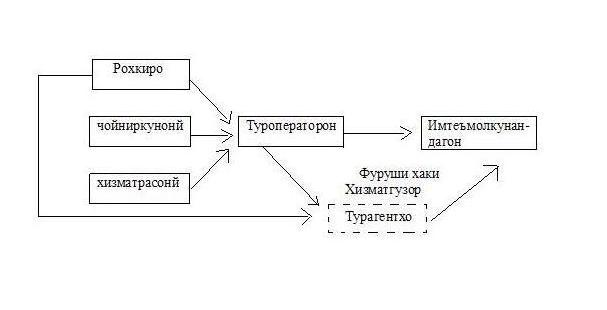 Рохкиро
чойниркунонӣ
Туроператорон
Имтеъмолкунан-
дагон
хизматрасонӣ
Фуруши хаки
Хизматгузор
Турагентхо